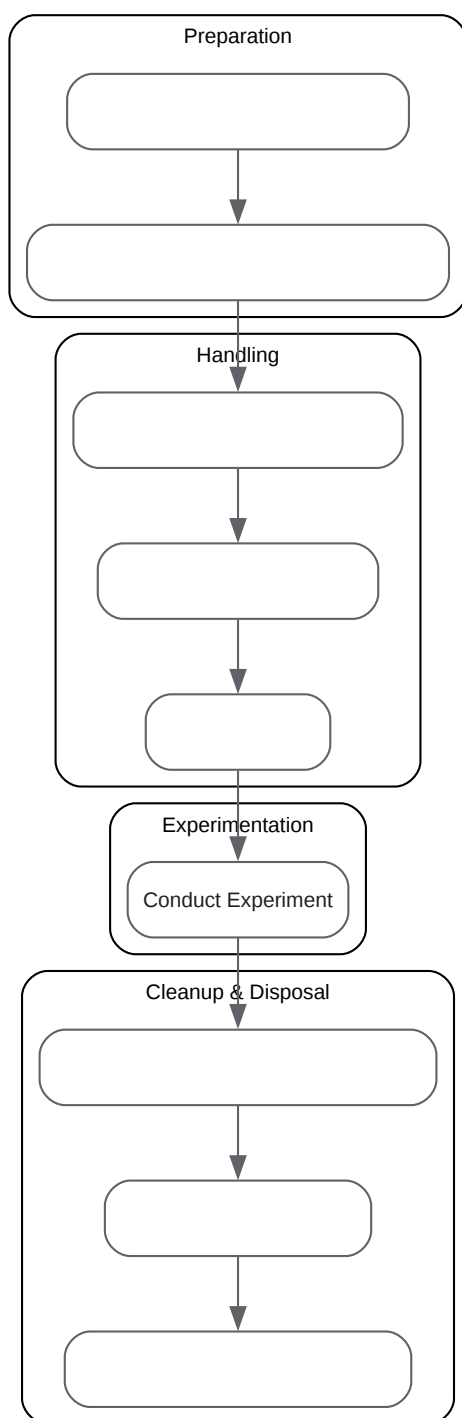 Preparation
Handling
Experimentation
Conduct Experiment
Cleanup & Disposal